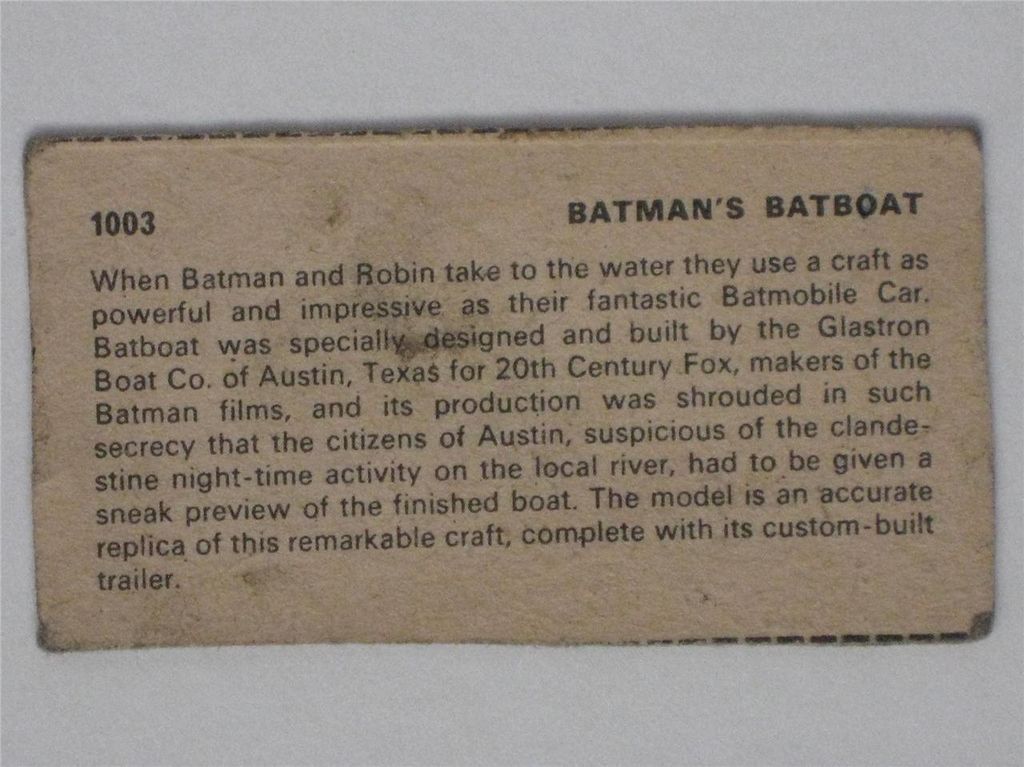 1003 BATMAN'S BATBOAT
When Batman and Robin take to the water they use a craft as
powerful and impressive as their fantastic Batmobile Car.
Batboat was specially designed and built by the Glastron
Boat Co. of Austin, Texas for 20th Century Fox, makers of the
Batman films, and its production was shrouded in such
secrecy that the citizens of Austin, suspicious of the clande-
stine night-time activity on the local river, had to be given a
sneak preview of the finished boat. The model is an accurate
replica of this remarkable craft, complete with its custom-built
trailer.